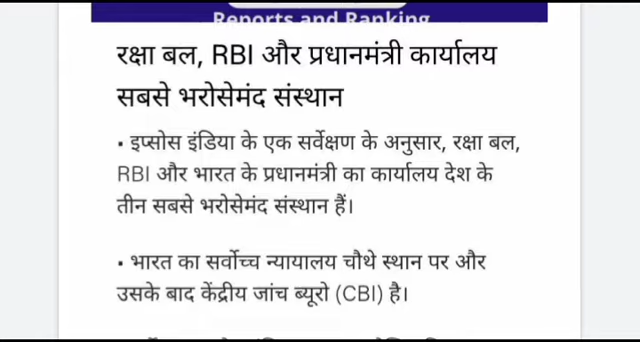 Reports and Ranking
रक्षा बल, RBI और प्रधानमंत्री कार्यालय
सबसे भरोसेमंद संस्थान
• इप्सोस इंडिया के एक सर्वेक्षण के अनुसार, रक्षा बल,
RBI और भारत के प्रधानमंत्री का कार्यालय देश के
तीन सबसे भरोसेमंद संस्थान हैं।
• भारत का सर्वोच्च न्यायालय चौथे स्थान पर और
उसके बाद केंद्रीय जांच ब्यूरो (CBI) है।